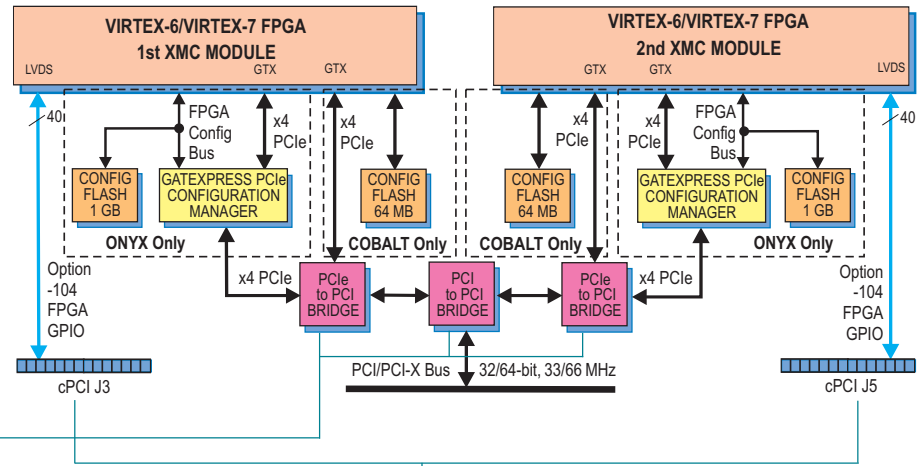 VIRTEX-6/VIRTEX-7 FPGA
1st XMC MODULE
LVDS
GTX
GTX
VIRTEX-6/VIRTEX-7 FPGA
2nd XMC MODULE
GTX
GTX
LVDS
40
FPGA
Config
Bus
x4
PCIe
x4
PCIe
x4
PCIe
x4
PCIe
FPGA
Config
Bus
40
CONFIG
FLASH
1 GB
GATEXPRESS PCIe
CONFIGURATION
MANAGER
CONFIG
FLASH
64 MB
CONFIG
FLASH
64 MB
GATEXPRESS PCIe
CONFIGURATION
MANAGER
CONFIG
FLASH
1 GB
ONYX Only
COBALT Only
COBALT Only
ONYX Only
Option
-104
FPGA
GPIO
x4 PCIe
PCIe
to PCI
BRIDGE
PCI
to PCI
BRIDGE
PCIe
to PCI
BRIDGE
x4 PCIe
Option
-104
FPGA
GPIO
PCI/PCI-X Bus
32/64-bit, 33/66 MHz
cPCI J3
cPCI J5